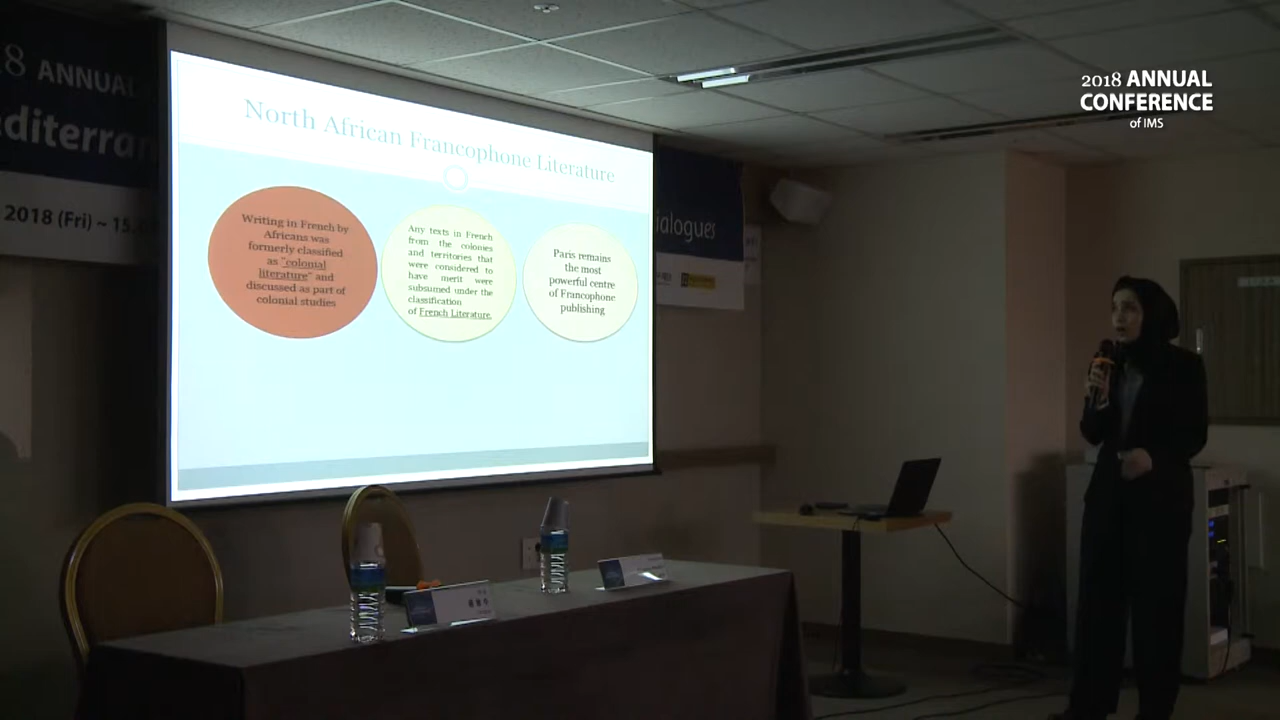 2018 ANNUAL
CONFERENCE
of IMS
8 ANNUAL
editerran
2018 (Fri) ~ 15.
ialogues
North African Francophone Literature
Writing in French by
Africans was
formerly classified
as "colonial
literature" and
discussed as part of
colonial studies
Any texts in French
from the colonies
and territories that
were considered to
have merit were
subsumed under the
classification
of French Literature.
Paris remains
the most
powerful centre
of Francophone
publishing